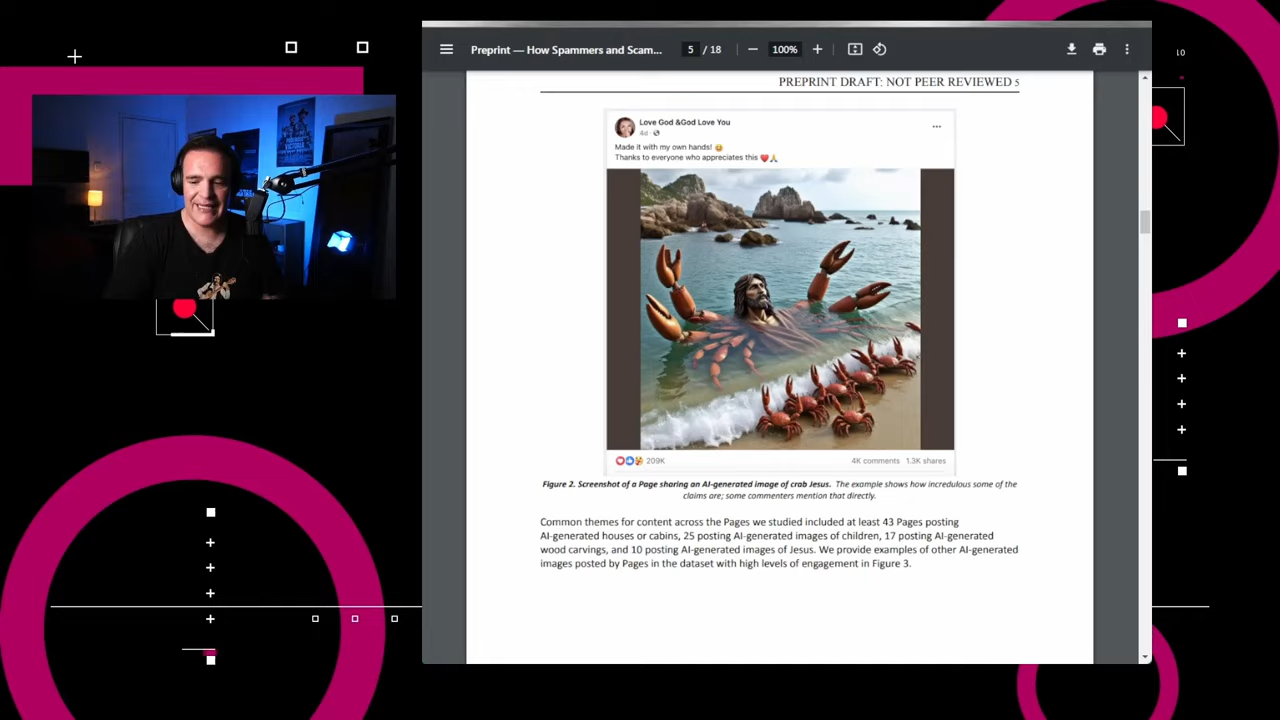 Preprint — How Spammers and Scam...
5 / 18
100%
PREPRINT DRAFT: NOT PEER REVIEWED 5
Love God &God Love You
4d
Made it with my own hands! 😊
Thanks to everyone who appreciates this ❤️🙏
209K
4K comments 1.3K shares
Figure 2. Screenshot of a Page sharing an AI-generated image of crab Jesus. The example shows how incredulous some of the
claims are; some commenters mention that directly.
Common themes for content across the Pages we studied included at least 43 Pages posting
AI-generated houses or cabins, 25 posting AI-generated images of children, 17 posting AI-generated
wood carvings, and 10 posting AI-generated images of Jesus. We provide examples of other AI-generated
images posted by Pages in the dataset with high levels of engagement in Figure 3.